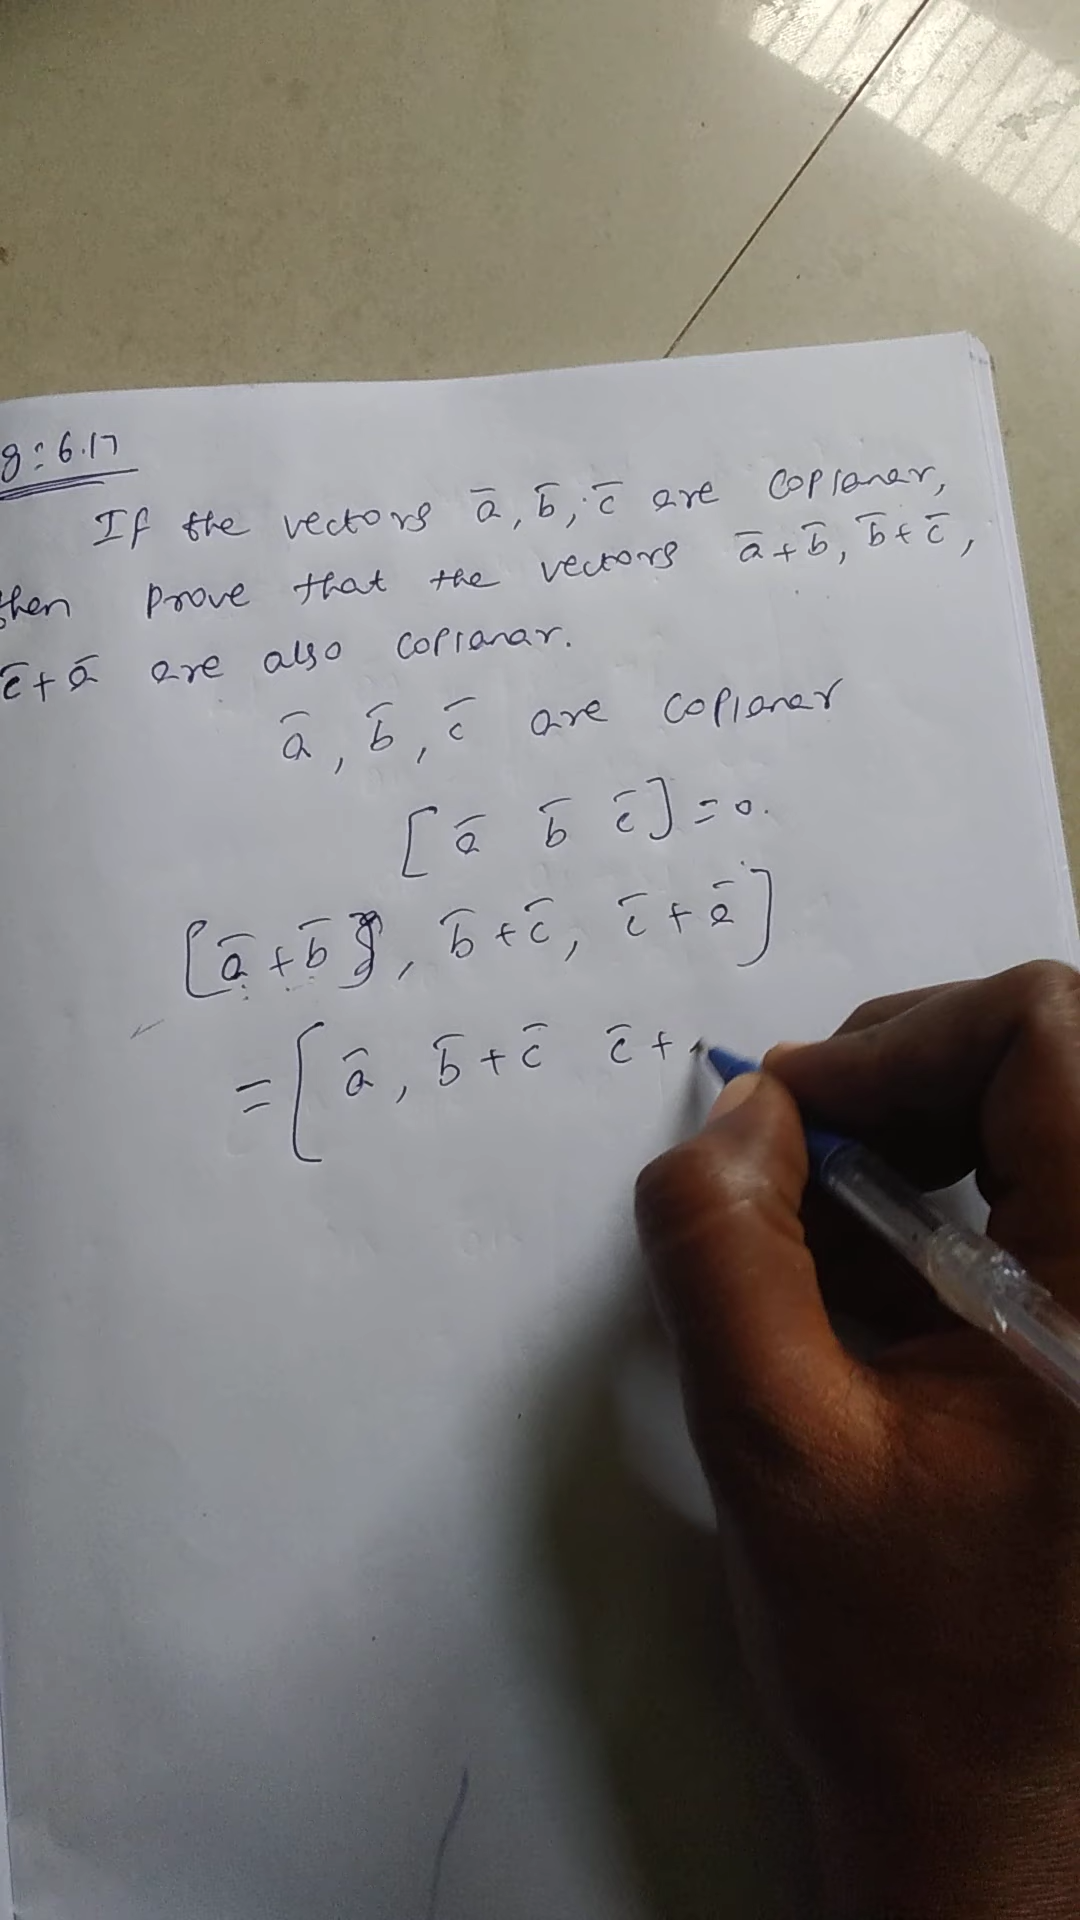 g: 6.17
If the vectors a̅, b̅, c̅ are coplanar,
then prove that the vectors a̅ + b̅, b̅ + c̅,
c̅ + a̅ are also coplanar.
a̅, b̅, c̅ are coplanar
[a̅ b̅ c̅] = 0.
[a̅ + b̅, b̅ + c̅, c̅ + a̅]
= [a̅, b̅ + c̅ c̅ +